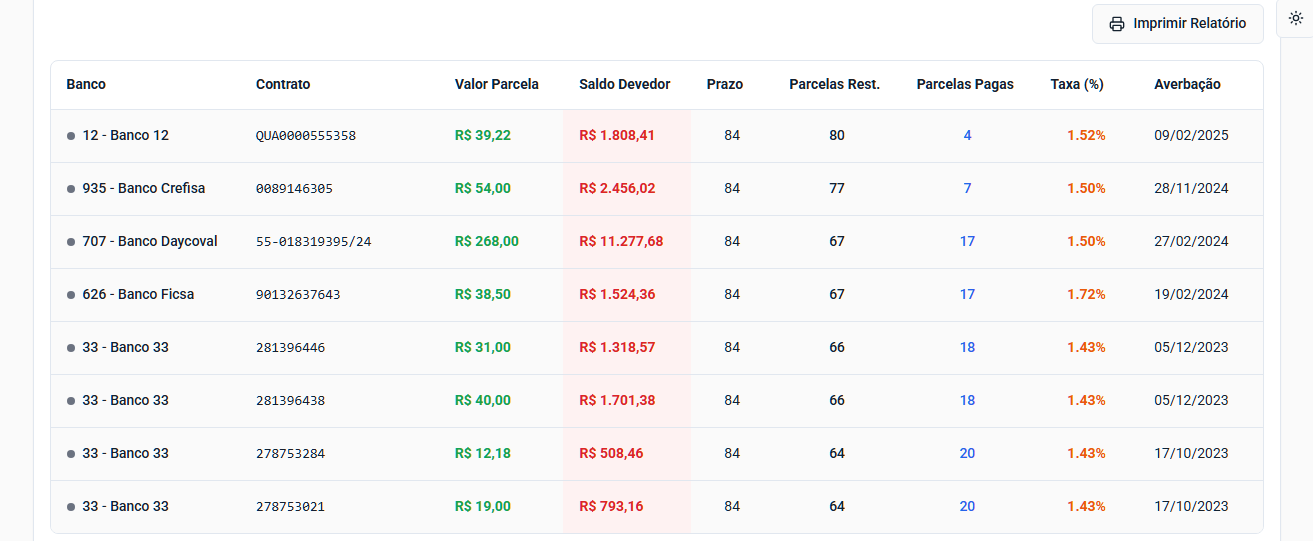 Imprimir Relatório
Banco Contrato Valor Parcela Saldo Devedor Prazo Parcelas Rest. Parcelas Pagas Taxa (%) Averbação
12 - Banco 12 QUA0000555358 R$ 39,22 R$ 1.808,41 84 80 4 1.52% 09/02/2025
935 - Banco Crefisa 0089146305 R$ 54,00 R$ 2.456,02 84 77 7 1.50% 28/11/2024
707 - Banco Daycoval 55-018319395/24 R$ 268,00 R$ 11.277,68 84 67 17 1.50% 27/02/2024
626 - Banco Ficsa 90132637643 R$ 38,50 R$ 1.524,36 84 67 17 1.72% 19/02/2024
33 - Banco 33 281396446 R$ 31,00 R$ 1.318,57 84 66 18 1.43% 05/12/2023
33 - Banco 33 281396438 R$ 40,00 R$ 1.701,38 84 66 18 1.43% 05/12/2023
33 - Banco 33 278753284 R$ 12,18 R$ 508,46 84 64 20 1.43% 17/10/2023
33 - Banco 33 278753021 R$ 19,00 R$ 793,16 84 64 20 1.43% 17/10/2023